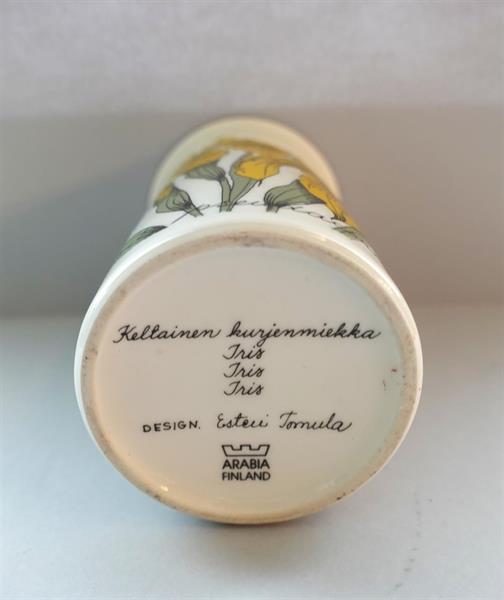 Keltainen kurjenmiekka
Iris
Iris
Iris
DESIGN. Esteri Tomula
ARABIA
FINLAND